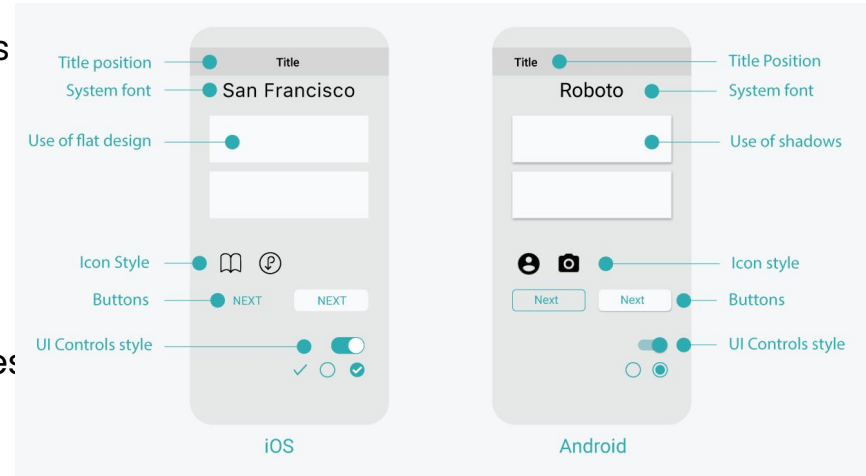 s
es
Title position
System font
Use of flat design
Icon Style
Buttons
UI Controls style
Title
San Francisco
NEXT
NEXT
iOS
Title
Roboto
Next
Next
Android
Title Position
System font
Use of shadows
Icon style
Buttons
UI Controls style